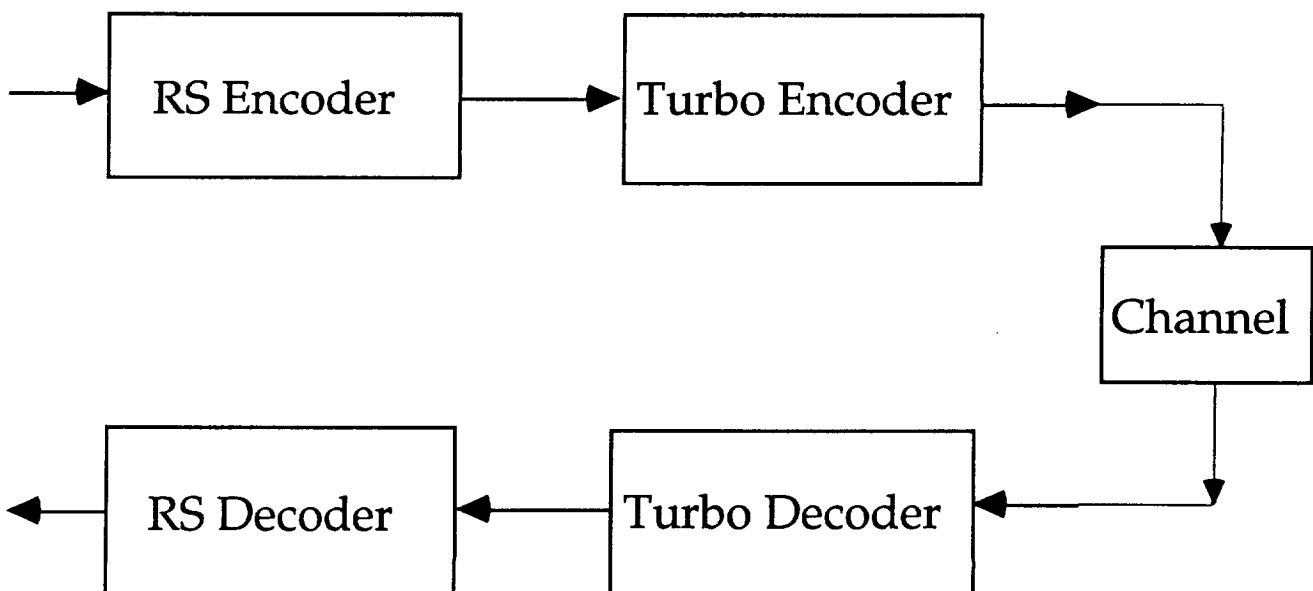 RS Encoder
Turbo Encoder
Channel
RS Decoder
Turbo Decoder